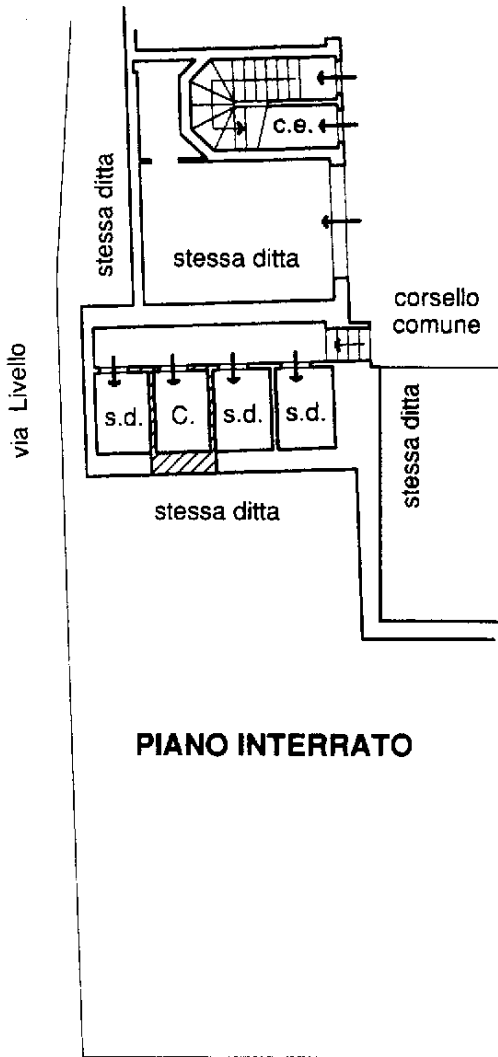 c.e.
stessa ditta
stessa ditta
corsello
comune
via Livello
s.d.
C.
s.d.
s.d.
stessa ditta
stessa ditta
PIANO INTERRATO